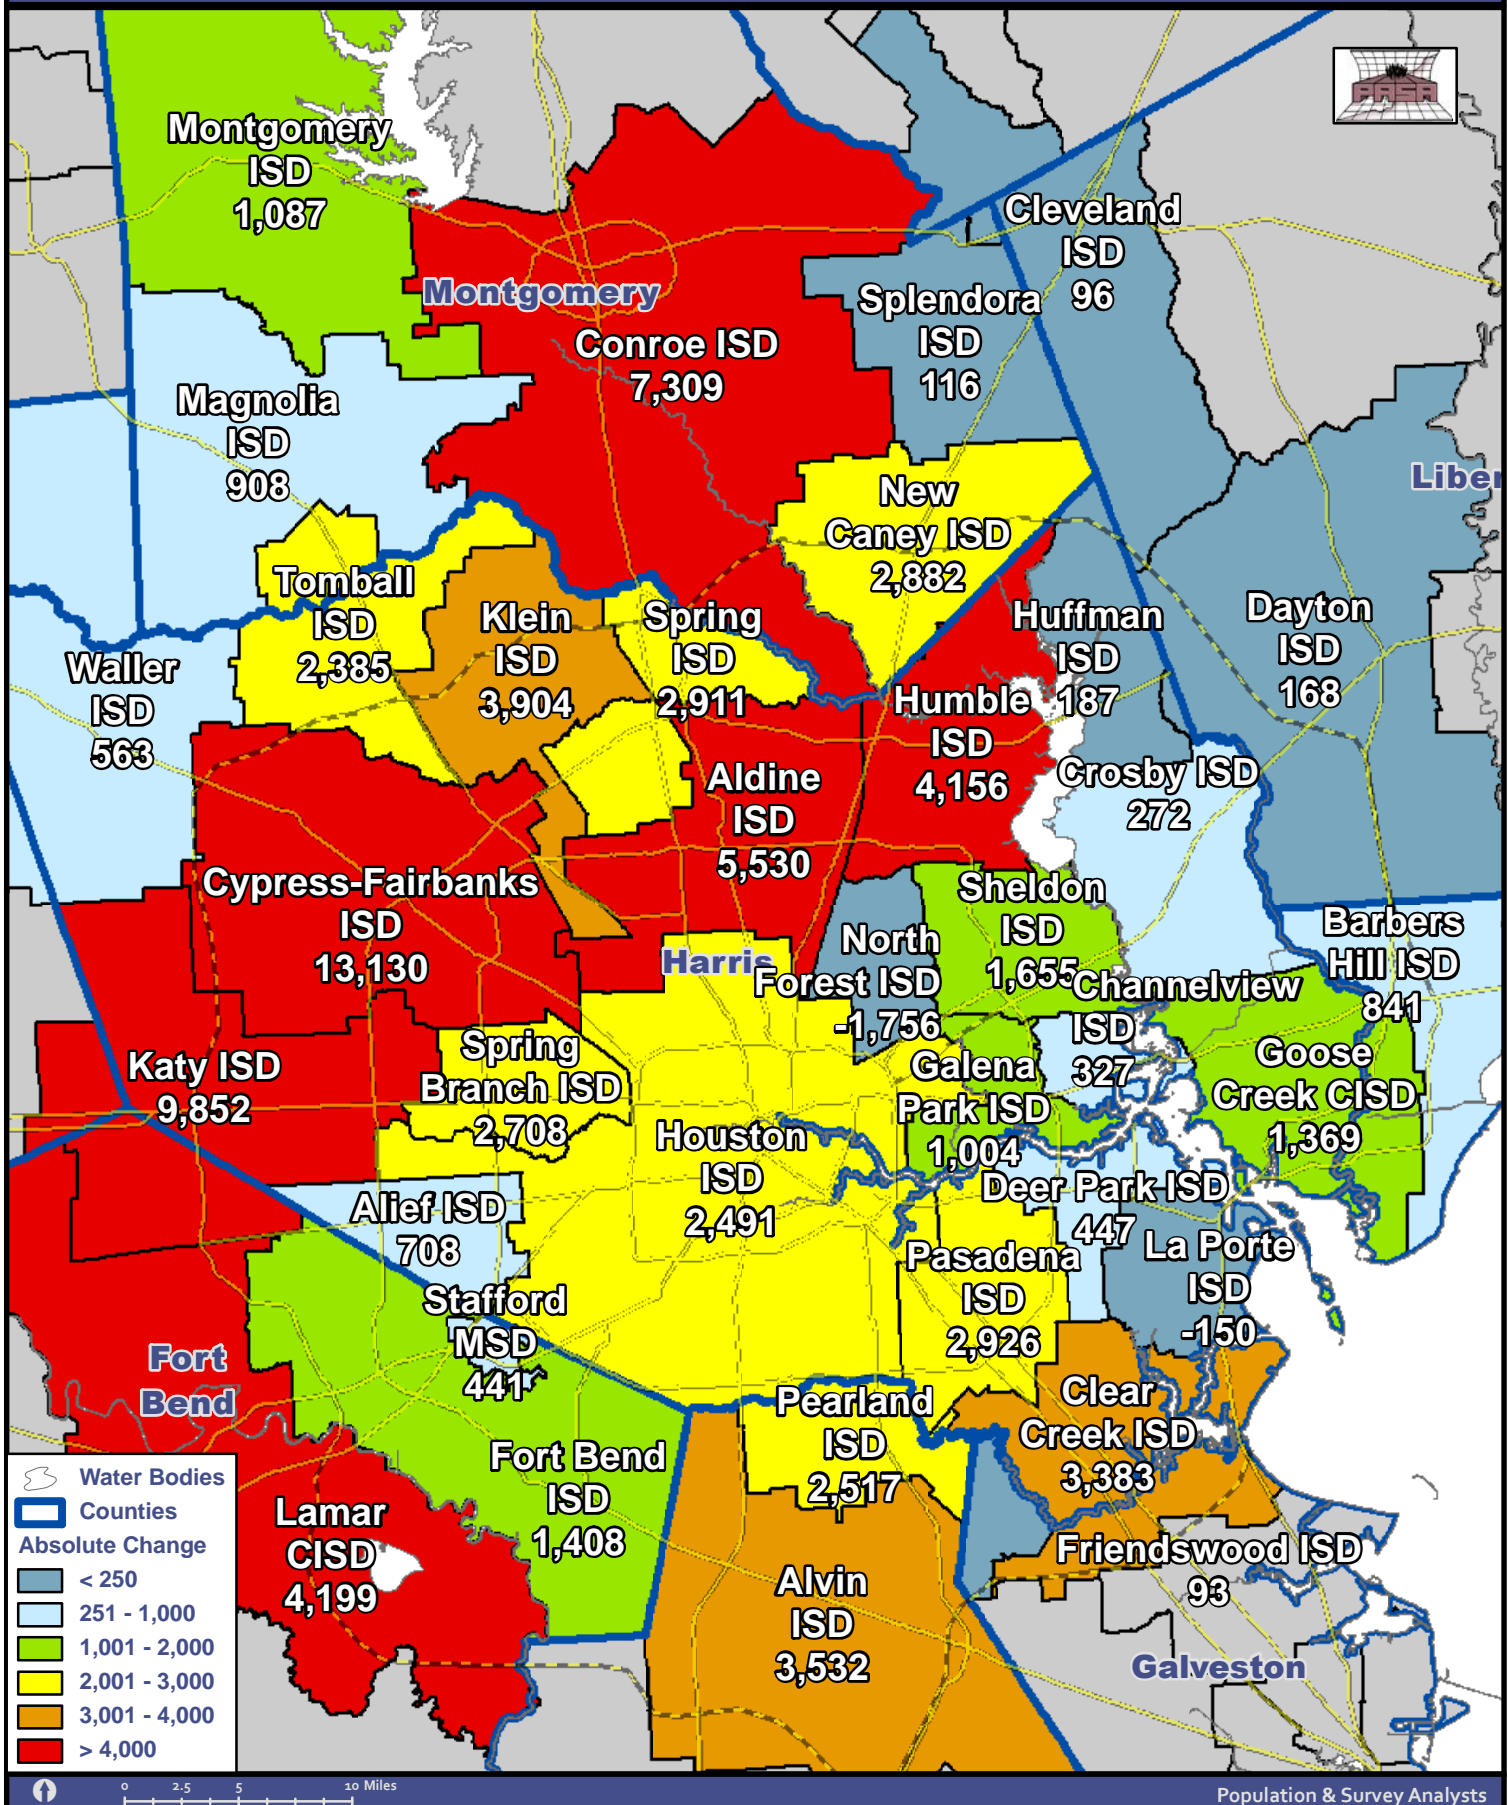 PASA
Montgomery
ISD
1,087
Cleveland
ISD
96
Montgomery
Splendora
ISD
116
Conroe ISD
7,309
Magnolia
ISD
908
Liber
New
Caney ISD
2,882
Tomball
ISD
2,385
Klein
ISD
3,904
Spring
ISD
2,911
Huffman
ISD
187
Dayton
ISD
168
Waller
ISD
563
Humble
ISD
4,156
Aldine
ISD
5,530
Crosby ISD
272
Cypress-Fairbanks
ISD
13,130
Sheldon
ISD
1,655
Barbers
Hill ISD
841
Harris
North
Forest ISD
-1,756
Channelview
ISD
327
Katy ISD
9,852
Spring
Branch ISD
2,708
Galena
Park ISD
1,004
Goose
Creek CISD
1,369
Houston
ISD
2,491
Alief ISD
708
Deer Park ISD
447
La Porte
ISD
-150
Pasadena
ISD
2,926
Stafford
MSD
441
Fort
Bend
Pearland
ISD
2,517
Clear
Creek ISD
3,383
Fort Bend
ISD
1,408
Lamar
CISD
4,199
Friendswood ISD
93
Alvin
ISD
3,532
Galveston
Water Bodies
Counties
Absolute Change
< 250
251 - 1,000
1,001 - 2,000
2,001 - 3,000
3,001 - 4,000
> 4,000
0 2.5 5 10 Miles
Population & Survey Analysts